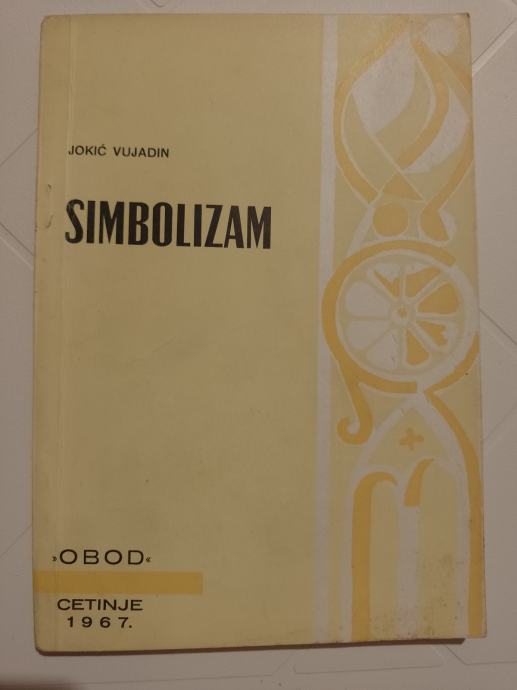 JOKIĆ VUJADIN
SIMBOLIZAM
»OBOD«
CETINJE
1967.